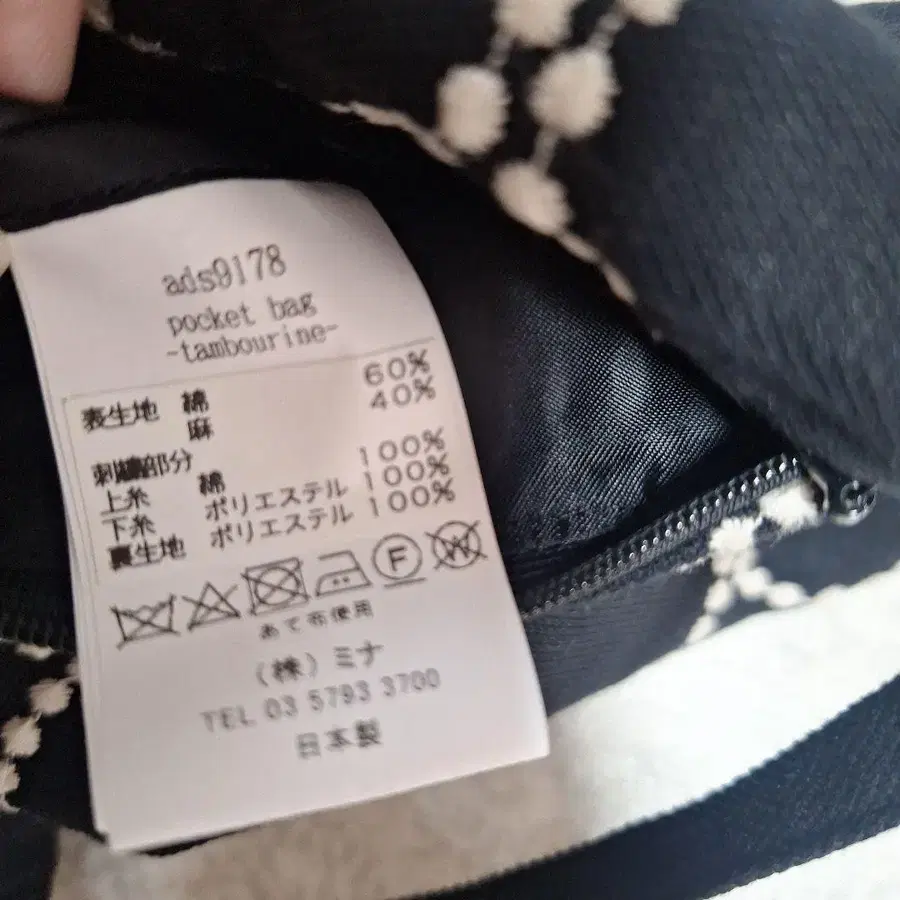 ads9178
pocket bag
-tambourine-
表生地 綿 60%
麻 40%
刺繍部分
上糸 綿 100%
下糸 ポリエステル 100%
裏生地 ポリエステル 100%
F W
あて布使用
(株) ミナ
TEL 03 5793 3700
日本製